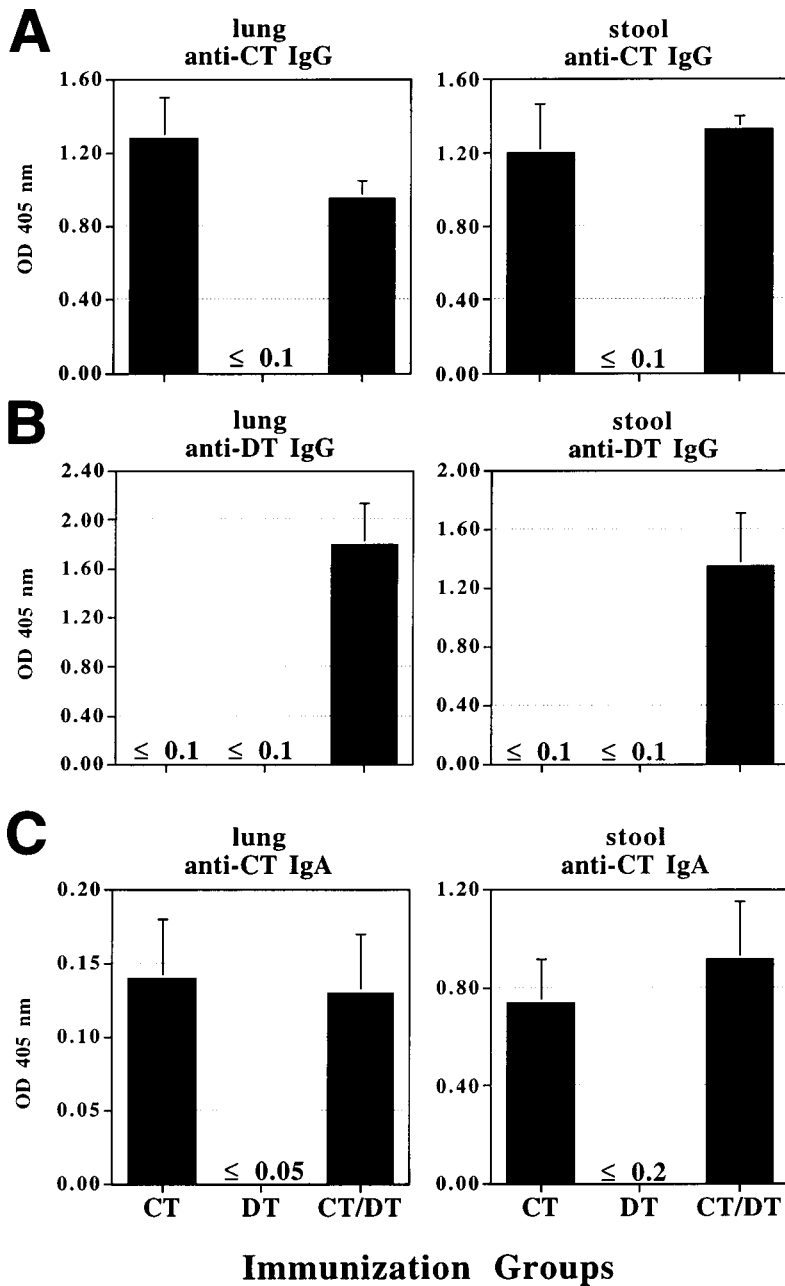 A
lung
anti-CT IgG
stool
anti-CT IgG
OD 405 nm
1.60
1.20
0.80
0.40
0.00
≤ 0.1
1.60
1.20
0.80
0.40
0.00
≤ 0.1
B
lung
anti-DT IgG
stool
anti-DT IgG
OD 405 nm
2.40
2.00
1.60
1.20
0.80
0.40
0.00
≤ 0.1 ≤ 0.1
2.00
1.60
1.20
0.80
0.40
0.00
≤ 0.1 ≤ 0.1
C
lung
anti-CT IgA
stool
anti-CT IgA
OD 405 nm
0.20
0.15
0.10
0.05
0.00
≤ 0.05
CT DT CT/DT
1.20
0.80
0.40
0.00
≤ 0.2
CT DT CT/DT
Immunization Groups